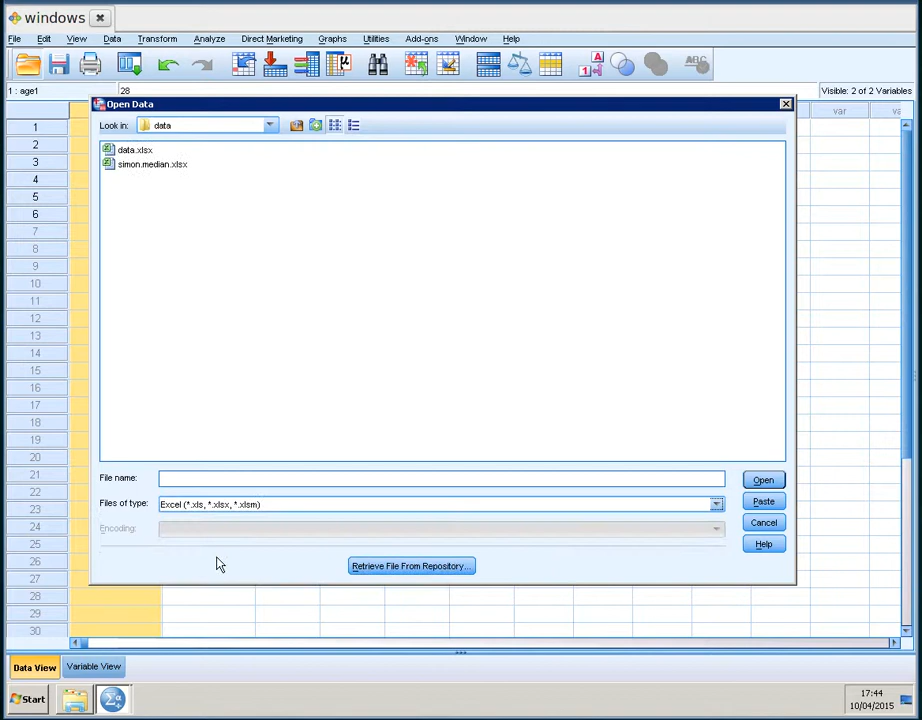 windows
File Edit View Data Transform Analyze Direct Marketing Graphs Utilities Add-ons Window Help
1 : age1 28 Visible: 2 of 2 Variables
Open Data
var
Look in: data
1
2
3
4
5
6
7
8
9
10
11
12
13
14
15
16
17
18
19
20
21
22
23
24
25
26
27
28
29
30
data.xlsx
simon.median.xlsx
File name:
Open
Files of type: Excel (*.xls, *.xlsx, *.xlsm)
Paste
Encoding:
Cancel
Help
Retrieve File From Repository...
Data View Variable View
Start
17:44
10/04/2015